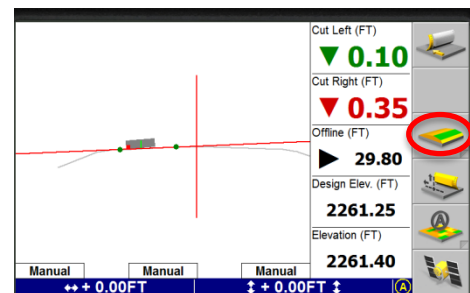 Cut Left (FT)
▼ 0.10
Cut Right (FT)
▼ 0.35
Offline (FT)
▶ 29.80
Design Elev. (FT)
2261.25
Elevation (FT)
2261.40
Manual Manual Manual
↔ + 0.00FT ↕ + 0.00FT ↕ A
A